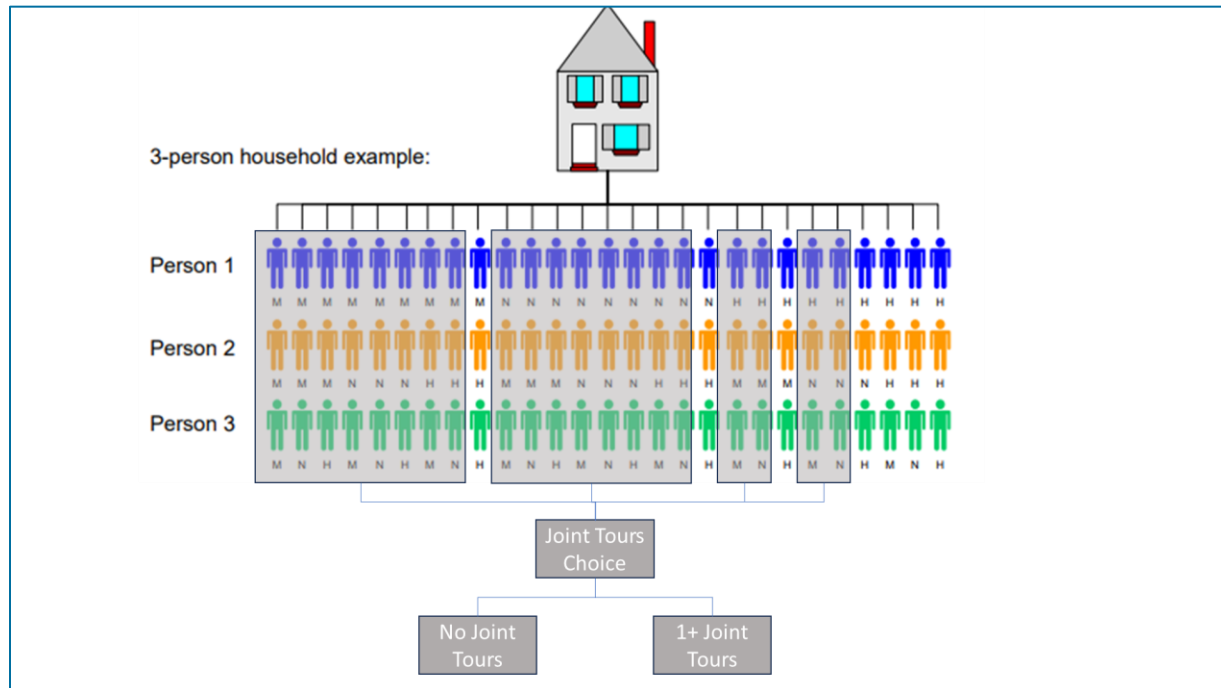 3-person household example:
Person 1
M M M M M M M M M N N N N N N N N N H H H H H H H H H
Person 2
M M M N N N H H H M M M N N N H H H M M M N N N H H H
Person 3
M N H M N H M N H M N H M N H M N H M N H M N H M N H
Joint Tours
Choice
No Joint
Tours
1+ Joint
Tours